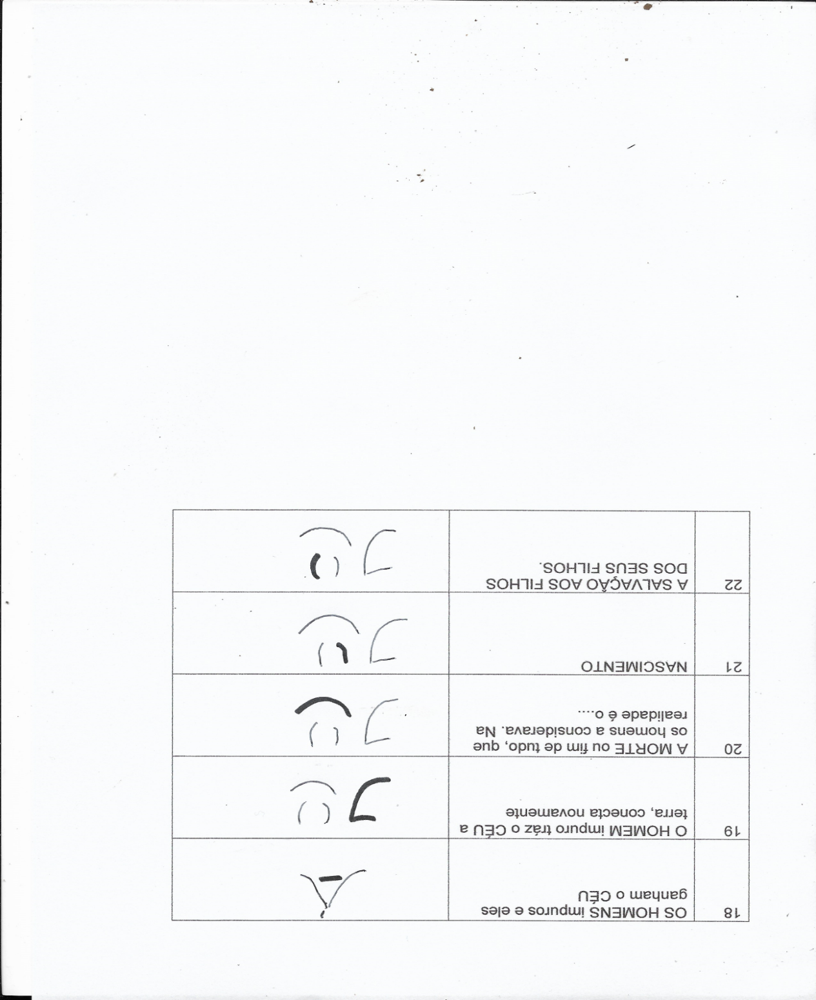 18 OS HOMENS impuros e eles
ganham o CÉU
19 O HOMEM impuro tráz o CÉU a
terra, conecta novamente
20 A MORTE ou fim de tudo, que
os homens a considerava. Na
realidade é o....
21 NASCIMENTO
22 A SALVAÇÃO AOS FILHOS
DOS SEUS FILHOS.